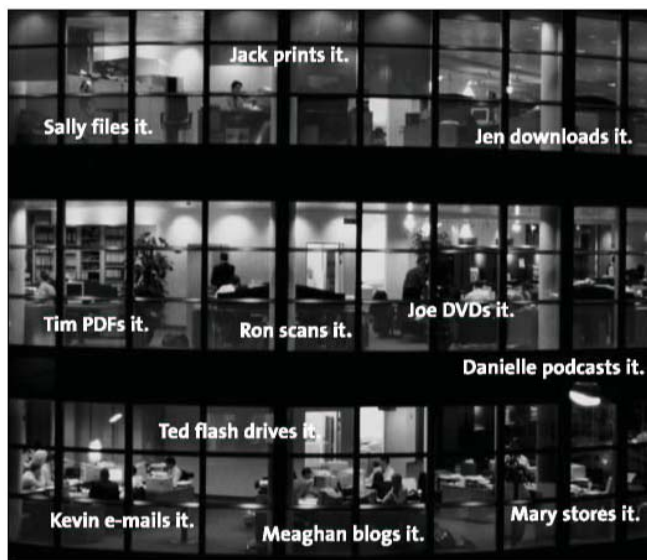 Jack prints it.
Sally files it.
Jen downloads it.
Tim PDFs it.
Ron scans it.
Joe DVDs it.
Danielle podcasts it.
Ted flash drives it.
Kevin e-mails it.
Meaghan blogs it.
Mary stores it.